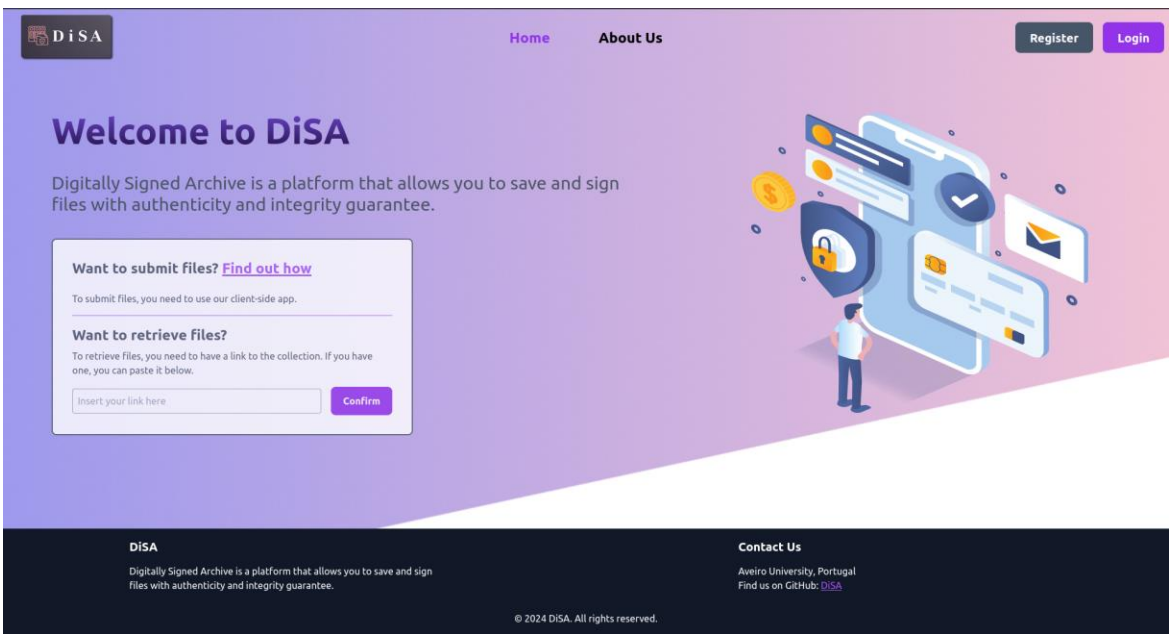 DiSA
Home
About Us
Register
Login
Welcome to DiSA
Digitally Signed Archive is a platform that allows you to save and sign
files with authenticity and integrity guarantee.
Want to submit files? Find out how
To submit files, you need to use our client-side app.
Want to retrieve files?
To retrieve files, you need to have a link to the collection. If you have
one, you can paste it below.
Insert your link here
Confirm
DiSA
Digitally Signed Archive is a platform that allows you to save and sign
files with authenticity and integrity guarantee.
Contact Us
Aveiro University, Portugal
Find us on GitHub: DiSA
© 2024 DiSA. All rights reserved.